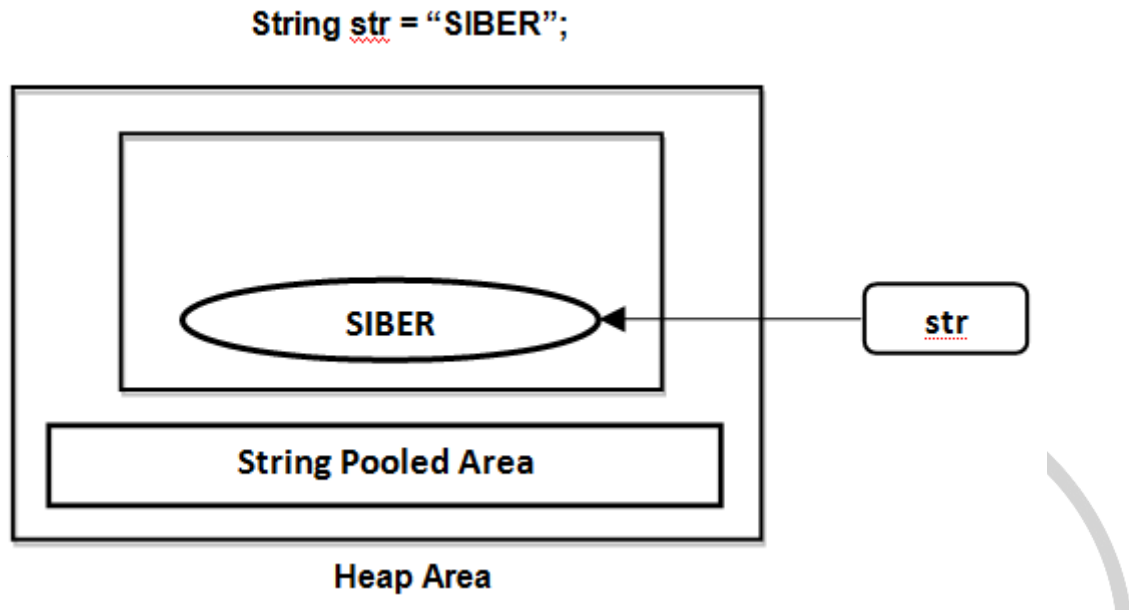 String str = “SIBER”;
SIBER
str
String Pooled Area
Heap Area